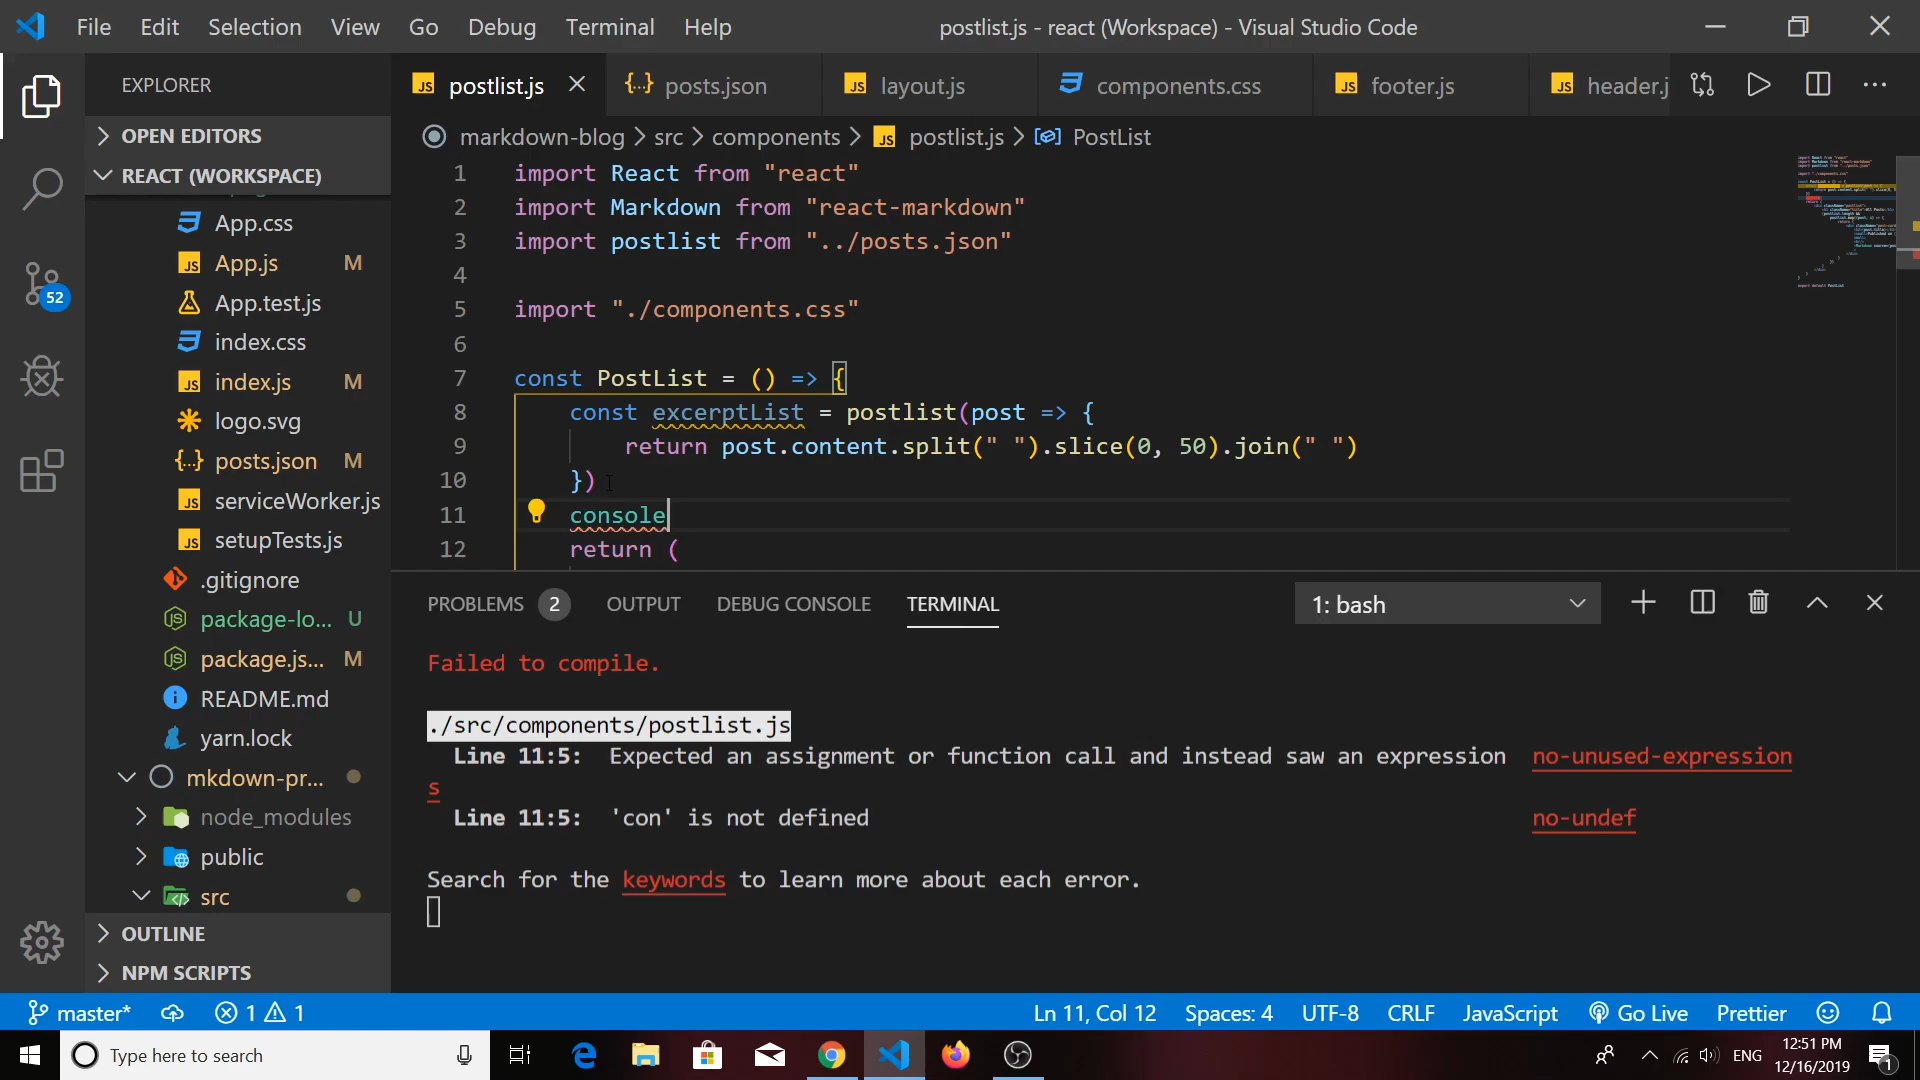 File Edit Selection View Go Debug Terminal Help
postlist.js - react (Workspace) - Visual Studio Code
EXPLORER
OPEN EDITORS
REACT (WORKSPACE)
App.css
App.js M
App.test.js
index.css
index.js M
logo.svg
posts.json M
serviceWorker.js
setupTests.js
.gitignore
package-lo... U
package.js... M
README.md
yarn.lock
mkdown-pr...
node_modules
public
src
OUTLINE
NPM SCRIPTS
52
postlist.js
posts.json
layout.js
components.css
footer.js
header.j
markdown-blog > src > components > postlist.js > PostList
1 import React from "react"
2 import Markdown from "react-markdown"
3 import postlist from "../posts.json"
4
5 import "./components.css"
6
7 const PostList = () => {
8 const excerptList = postlist(post => {
9 return post.content.split(" ").slice(0, 50).join(" ")
10 })
11 console
12 return (
PROBLEMS 2 OUTPUT DEBUG CONSOLE TERMINAL
1: bash
Failed to compile.
./src/components/postlist.js
Line 11:5: Expected an assignment or function call and instead saw an expression no-unused-expression
s
Line 11:5: 'con' is not defined no-undef
Search for the keywords to learn more about each error.
master* 1 1
Ln 11, Col 12 Spaces: 4 UTF-8 CRLF JavaScript Go Live Prettier
Type here to search
ENG
12:51 PM
12/16/2019
1